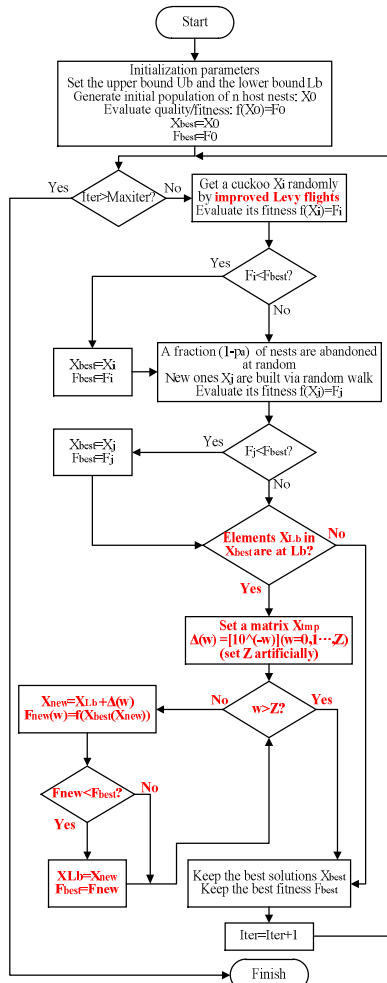 Start
Initialization parameters
Set the upper bound Ub and the lower bound Lb
Generate initial population of n host nests: X0
Evaluate quality/fitness: f(X0)=F0
Xbest=X0
Fbest=F0
Yes
Iter>Maxiter?
No
Get a cuckoo Xi randomly
by improved Levy flights
Evaluate its fitness f(Xi)=Fi
Yes
Fi<Fbest?
No
Xbest=Xi
Fbest=Fi
A fraction (1-pa) of nests are abandoned
at random
New ones Xj are built via random walk
Evaluate its fitness f(Xj)=Fj
Xbest=Xj
Fbest=Fj
Yes
Fj<Fbest?
No
Elements XLb in
Xbest are at Lb?
No
Yes
Set a matrix Ximp
Δ(w) =[10^(-w)](w=0,1···,Z)
(set Z artificially)
Xnew=XLb+Δ(w)
Fnew(w)=f(Xbest(Xnew))
No
w>Z?
Yes
Fnew<Fbest?
No
Yes
XLb=Xnew
Fbest=Fnew
Keep the best solutions Xbest
Keep the best fitness Fbest
Iter=Iter+1
Finish